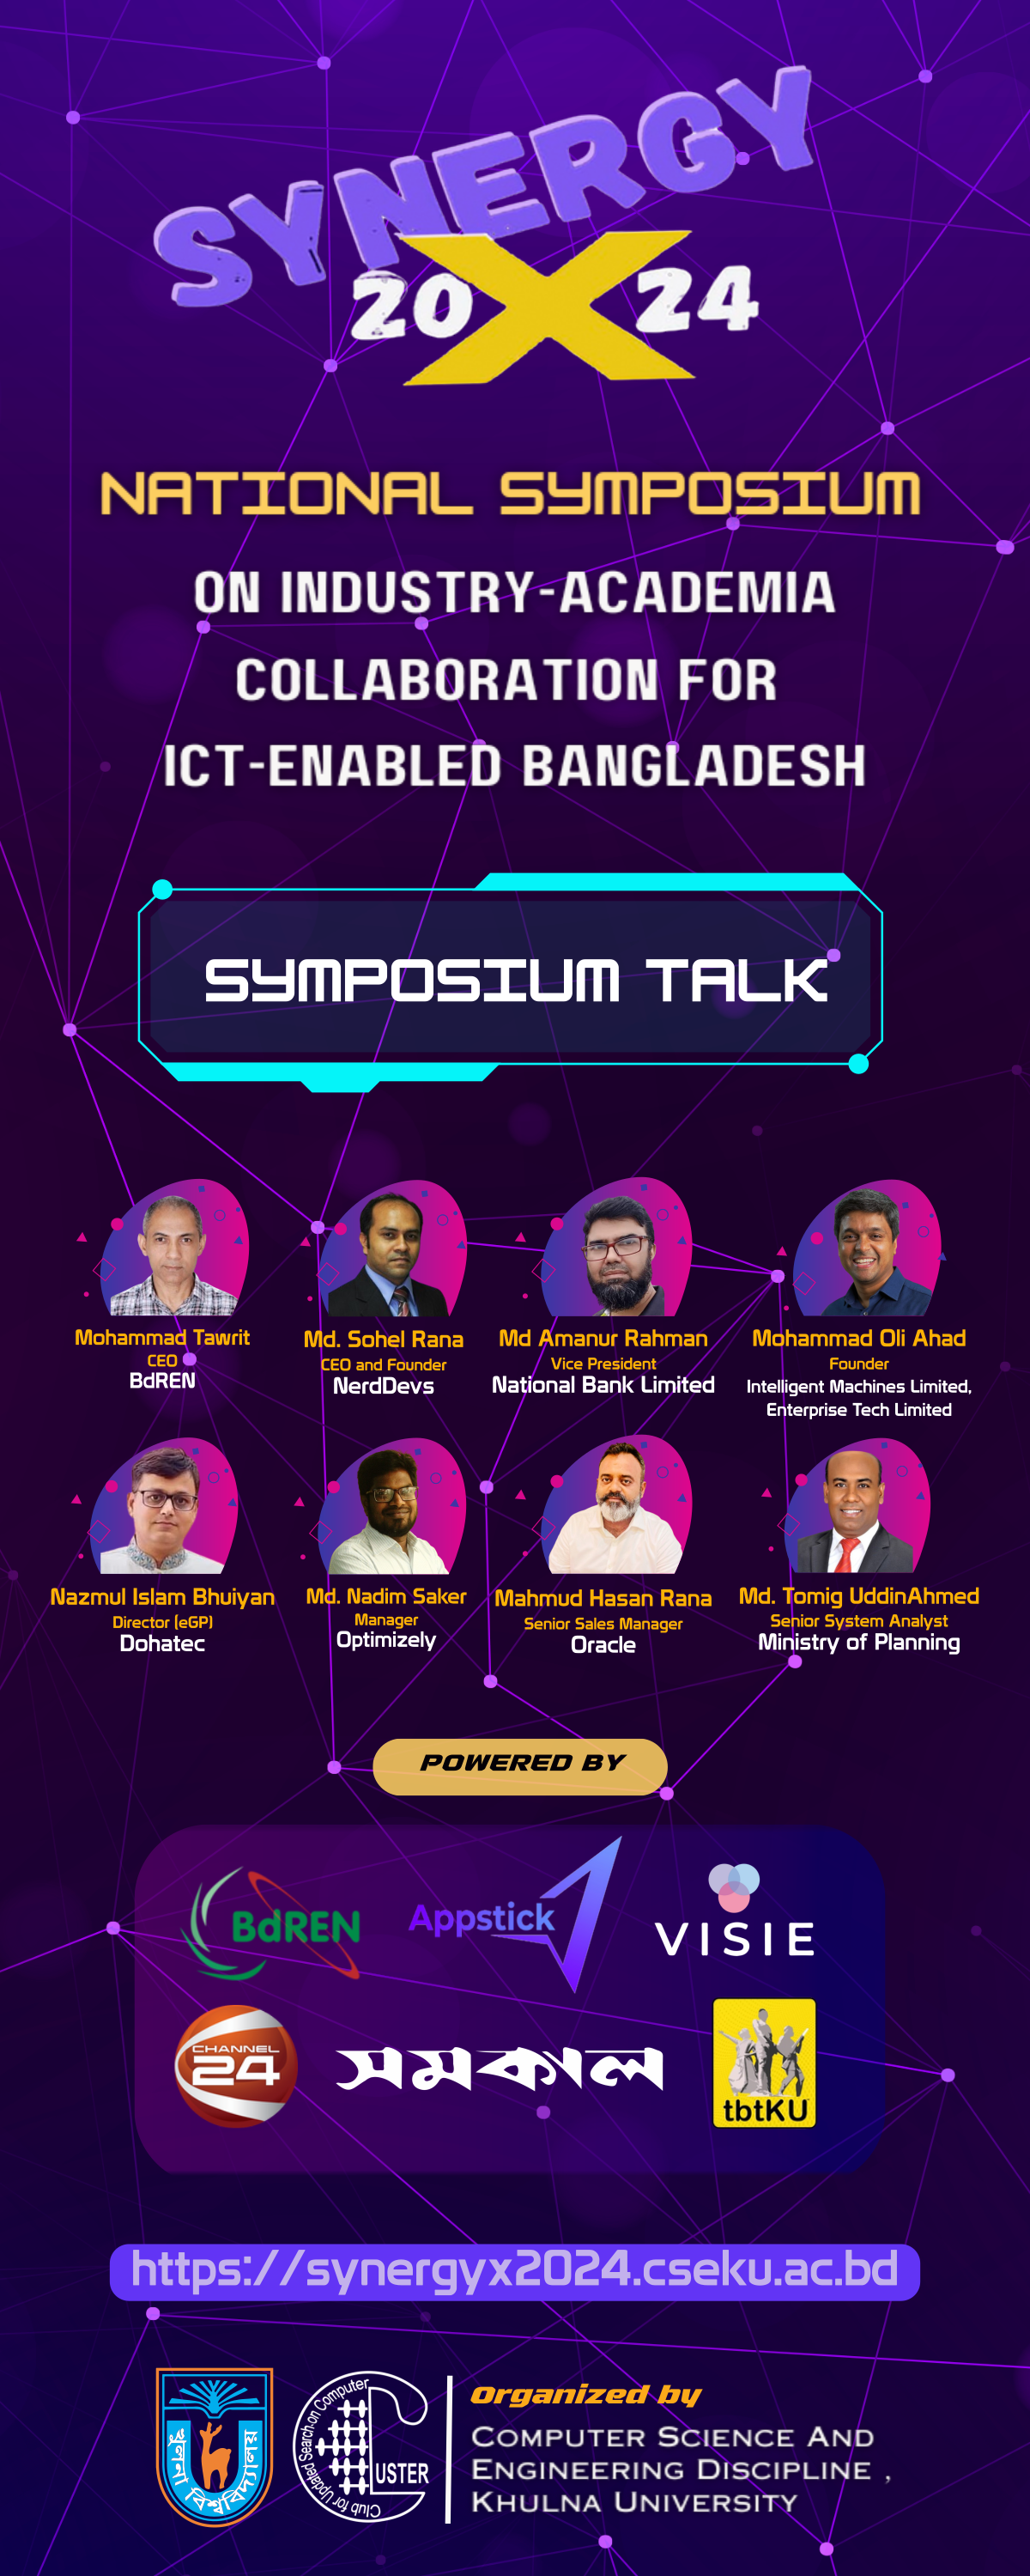 SYNERGY
20X24
NATIONAL SYMPOSIUM
ON INDUSTRY-ACADEMIA
COLLABORATION FOR
ICT-ENABLED BANGLADESH
SYMPOSIUM TALK
Mohammad Tawrit
CEO
BdREN
Md. Sohel Rana
CEO and Founder
NerdDevs
Md Amanur Rahman
Vice President
National Bank Limited
Mohammad Oli Ahad
Founder
Intelligent Machines Limited,
Enterprise Tech Limited
Nazmul Islam Bhuiyan
Director (eGP)
Dohatec
Md. Nadim Saker
Manager
Optimizely
Mahmud Hasan Rana
Senior Sales Manager
Oracle
Md. Tomig UddinAhmed
Senior System Analyst
Ministry of Planning
POWERED BY
BdREN
Appstick
VISIE
CHANNEL
24
সমকাল
tbtKU
https://synergyx2024.cseku.ac.bd
খুলনা বিশ্ববিদ্যালয়
Club for Updated Search on Computer
CLUSTER
Organized by
COMPUTER SCIENCE AND
ENGINEERING DISCIPLINE ,
KHULNA UNIVERSITY